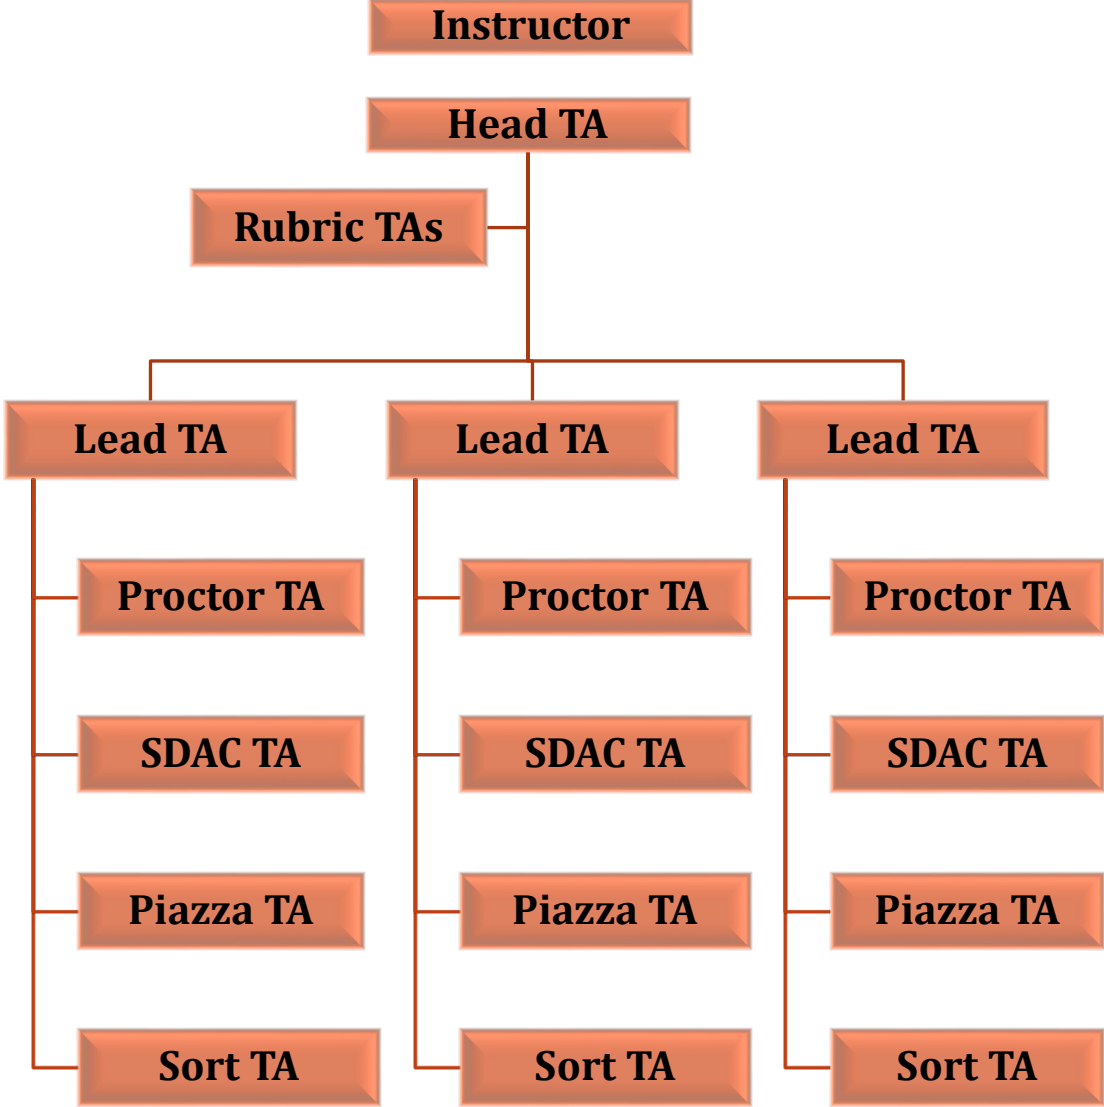 Instructor
Head TA
Rubric TAs
Lead TA
Lead TA
Lead TA
Proctor TA
Proctor TA
Proctor TA
SDAC TA
SDAC TA
SDAC TA
Piazza TA
Piazza TA
Piazza TA
Sort TA
Sort TA
Sort TA